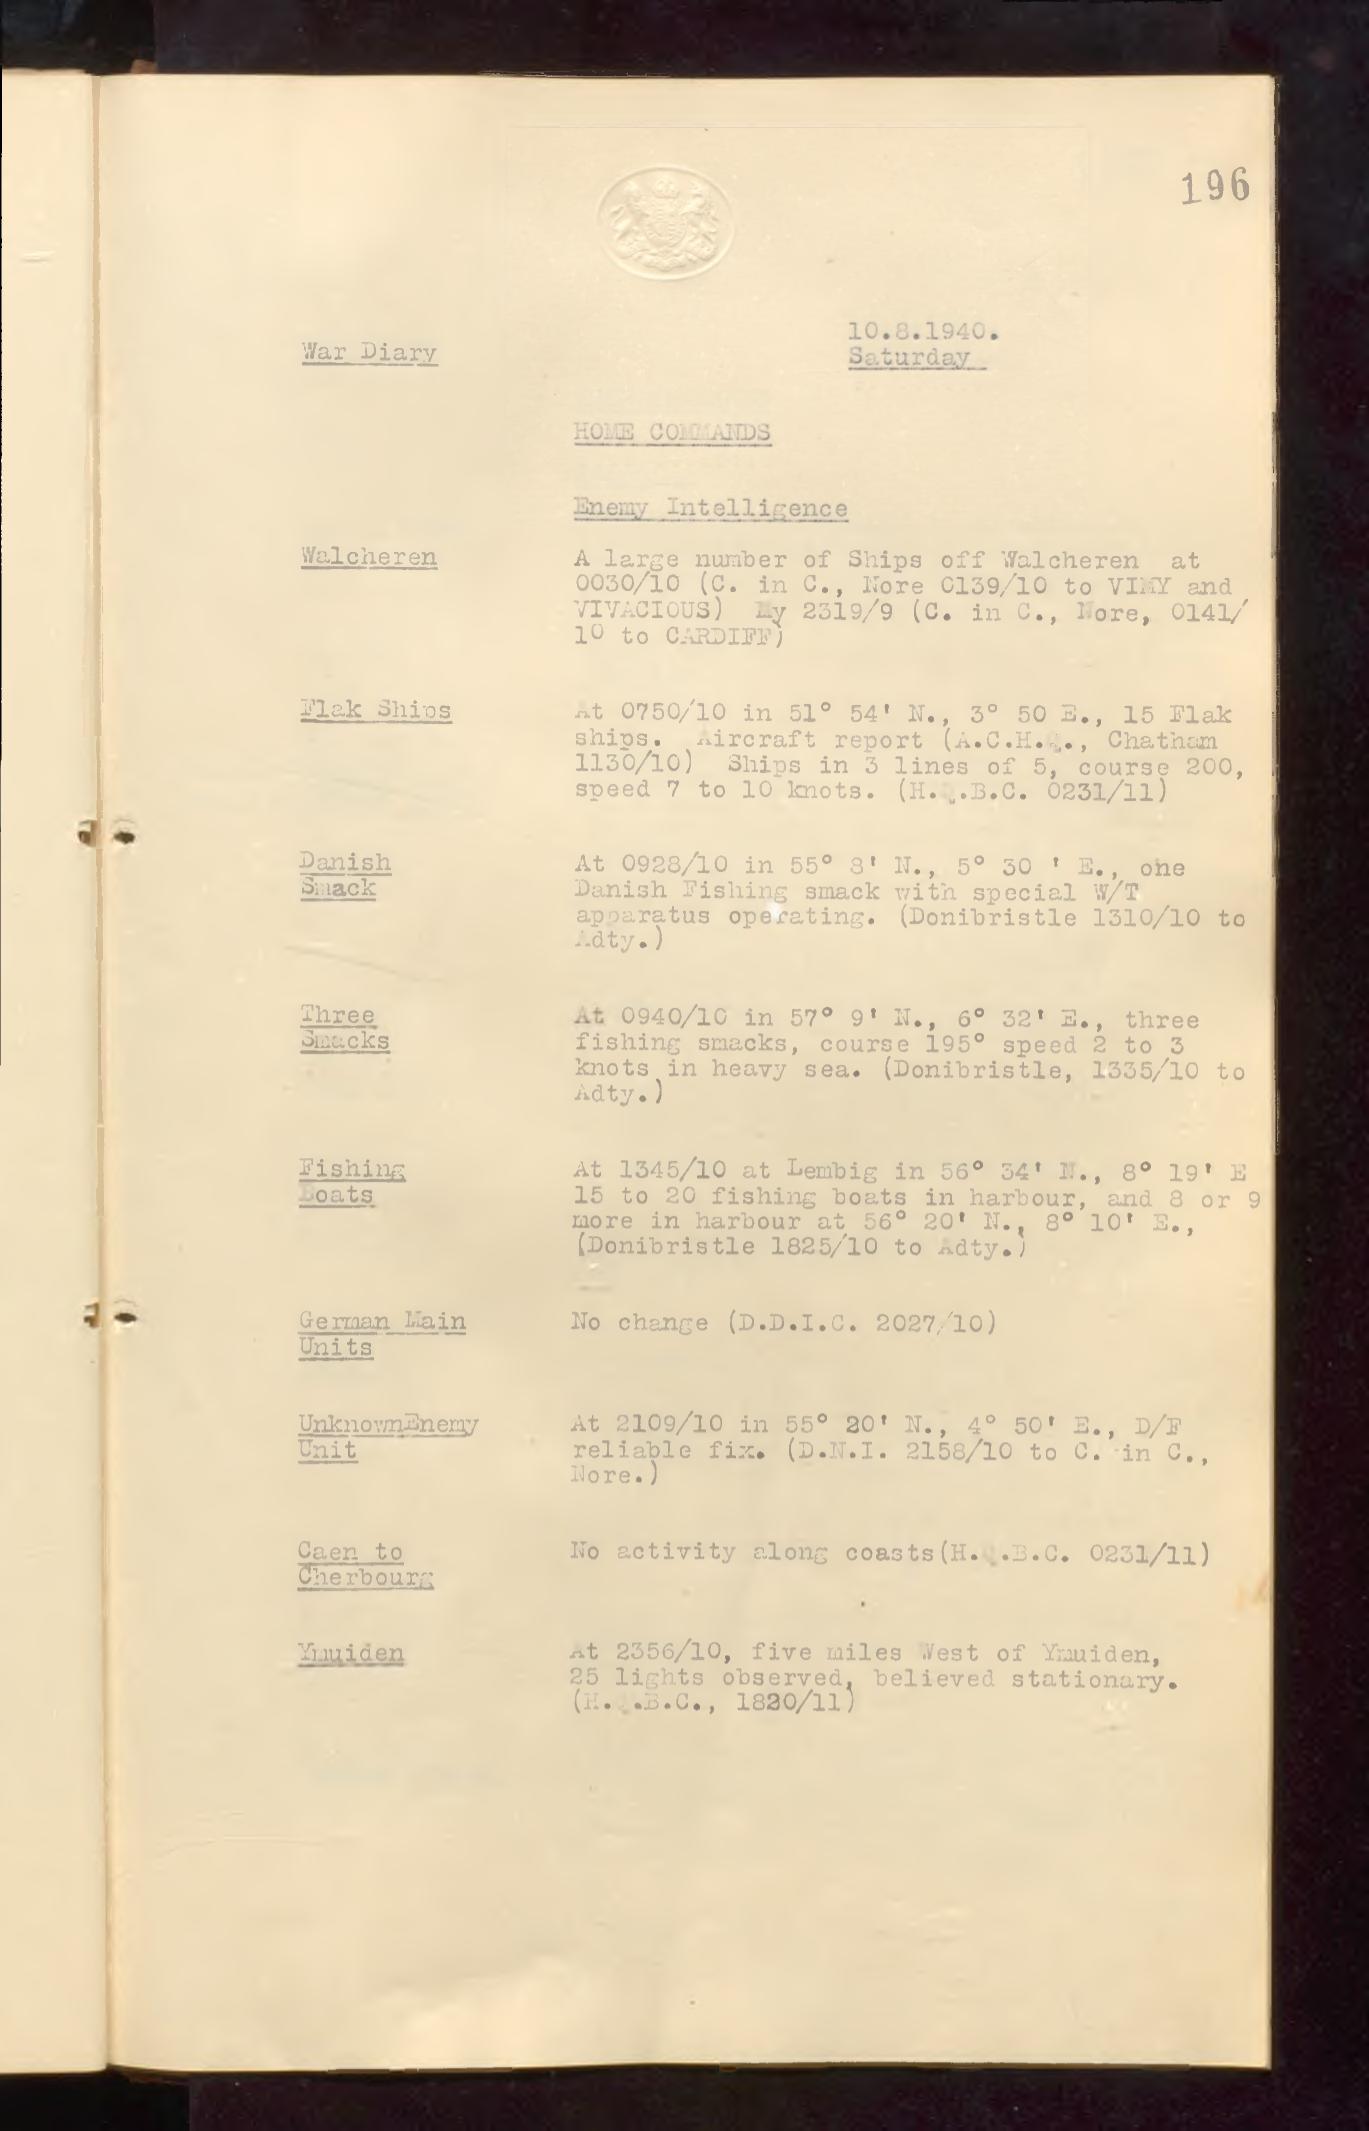 196
10.8.1940.
War Diary
Saturday
HOME COMMANDS
Enemy Intelligence
Walcheren
A large number of Ships off Walcheren at
0030/10 (C. in C., Nore 0139/10 to VIMY and
VIVACIOUS) My 2319/9 (C. in C., Nore, 0141/
10 to CARDIFF)
Flak Ships
At 0750/10 in 51° 54' N., 3° 50 E., 15 Flak
ships. Aircraft report (A.C.H.Q., Chatham
1130/10) Ships in 3 lines of 5, course 200,
speed 7 to 10 knots. (H.Q.B.C. 0231/11)
Danish
Smack
At 0928/10 in 55° 8' N., 5° 30 ' E., one
Danish Fishing smack with special W/T
apparatus operating. (Donibristle 1310/10 to
Adty.)
Three
Smacks
At 0940/10 in 57° 9' N., 6° 32' E., three
fishing smacks, course 195° speed 2 to 3
knots in heavy sea. (Donibristle, 1335/10 to
Adty.)
Fishing
Boats
At 1345/10 at Lembig in 56° 34' N., 8° 19' E
15 to 20 fishing boats in harbour, and 8 or 9
more in harbour at 56° 20' N., 8° 10' E.,
(Donibristle 1825/10 to Adty.)
German Main
Units
No change (D.D.I.C. 2027/10)
UnknownEnemy
Unit
At 2109/10 in 55° 20' N., 4° 50' E., D/F
reliable fix. (D.N.I. 2158/10 to C. in C.,
Nore.)
Caen to
Cherbourg
No activity along coasts(H.Q.B.C. 0231/11)
Ymuiden
At 2356/10, five miles West of Ymuiden,
25 lights observed, believed stationary.
(H.Q.B.C., 1820/11)